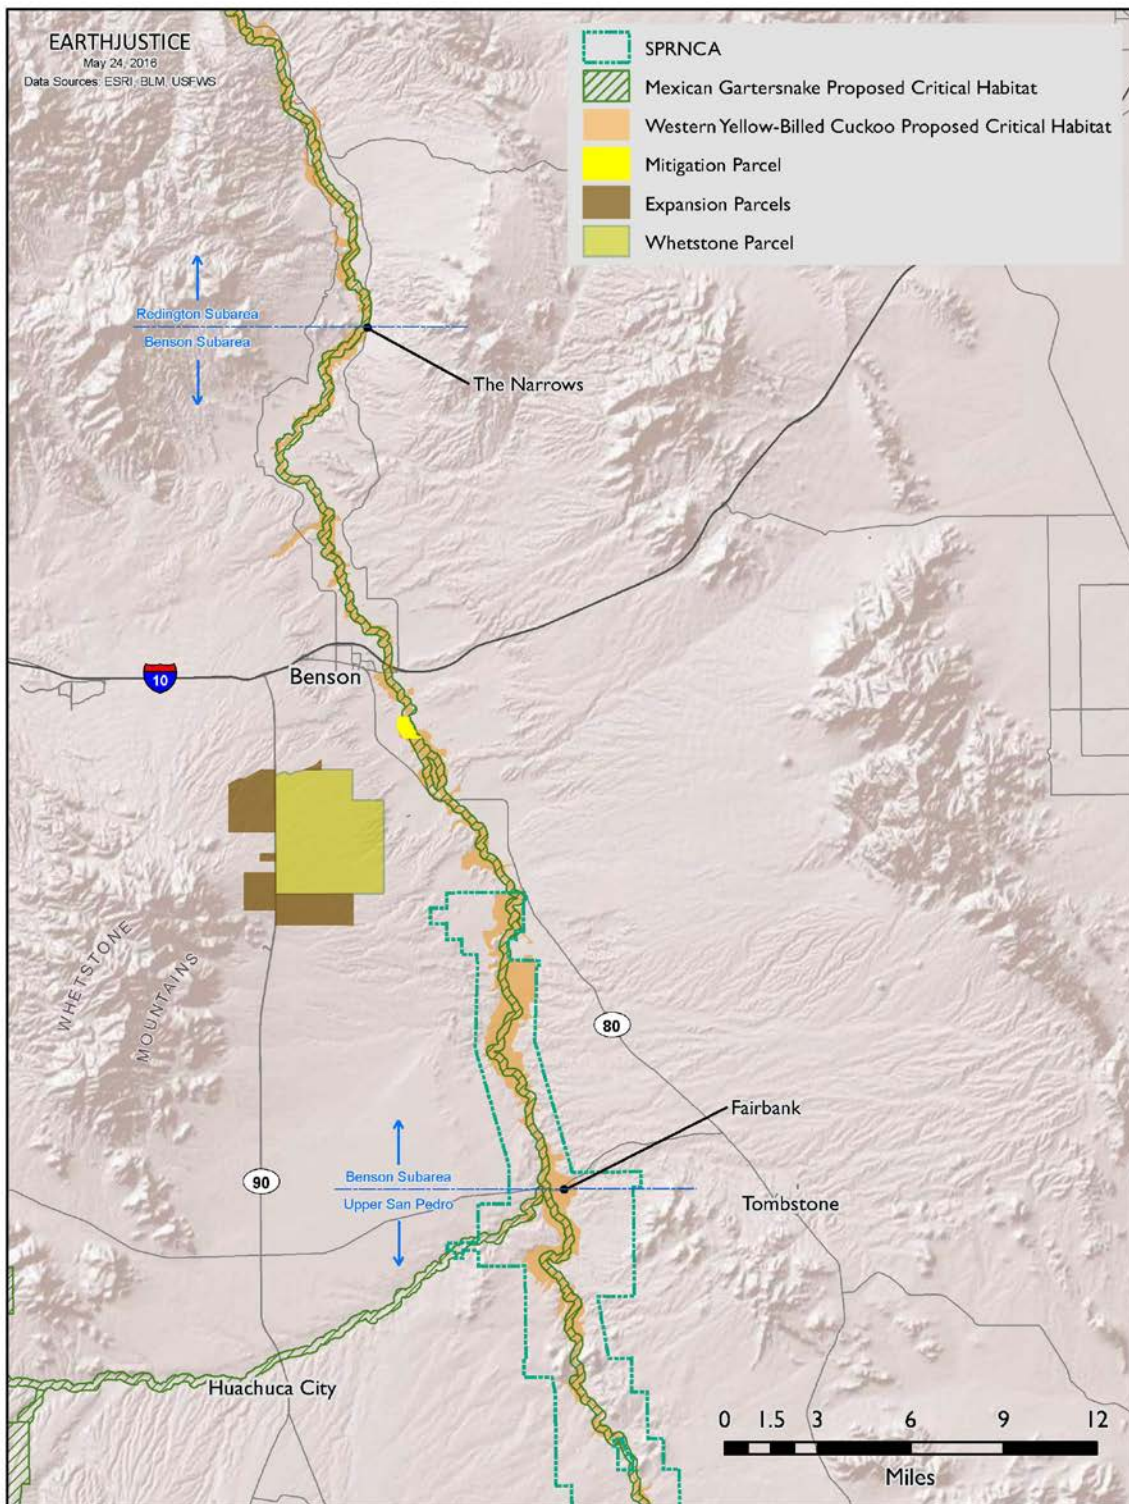 EARTHJUSTICE
May 24, 2016
Data Sources: ESRI, BLM, USFWS
SPRNCA
Mexican Gartersnake Proposed Critical Habitat
Western Yellow-Billed Cuckoo Proposed Critical Habitat
Mitigation Parcel
Expansion Parcels
Whetstone Parcel
Redington Subarea
Benson Subarea
The Narrows
Benson
10
WHETSTONE
MOUNTAINS
80
Fairbank
Benson Subarea
Upper San Pedro
90
Tombstone
Huachuca City
0 1.5 3 6 9 12
Miles